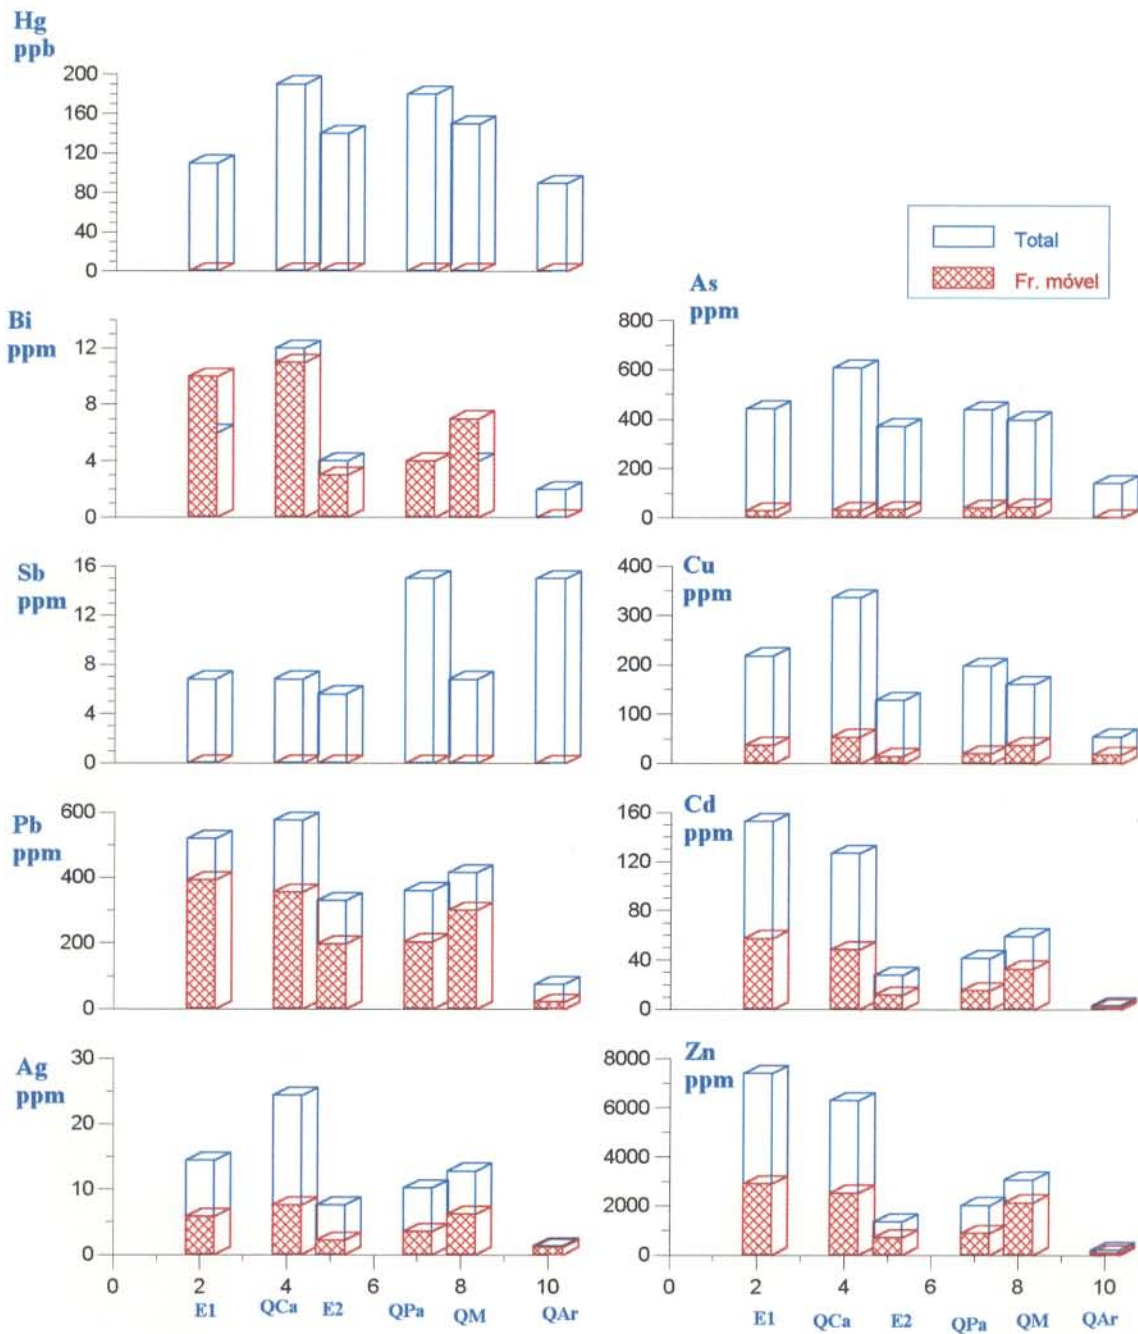 Hg
ppb
200
160
120
80
40
0
Total
Fr. móvel
Bi
ppm
12
8
4
0
As
ppm
800
600
400
200
0
Sb
ppm
16
12
8
4
0
Cu
ppm
400
300
200
100
0
Pb
ppm
600
400
200
0
Cd
ppm
160
120
80
40
0
Ag
ppm
30
20
10
0
0 2 4 6 8 10
E1 QCa E2 QPa QM QAr
Zn
ppm
8000
6000
4000
2000
0
0 2 4 6 8 10
E1 QCa E2 QPa QM QAr